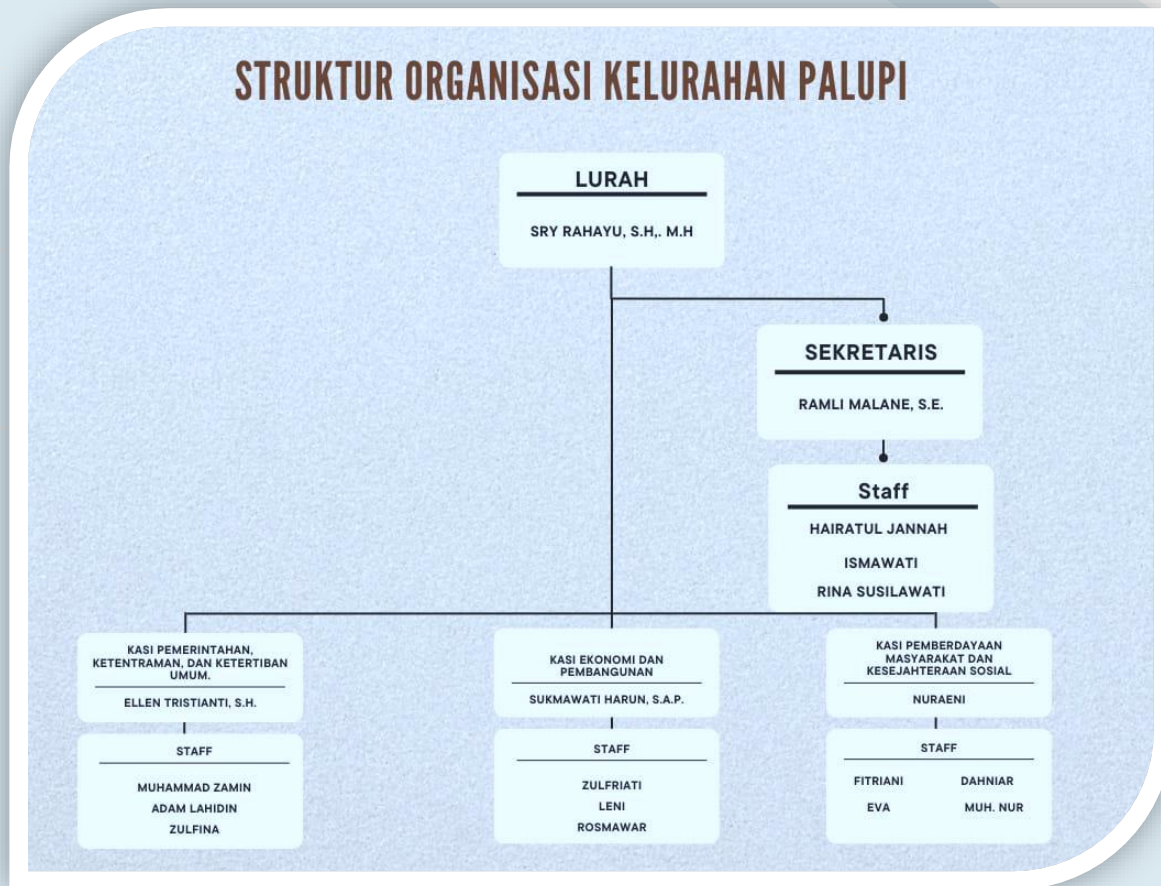 STRUKTUR ORGANISASI KELURAHAN PALUPI
LURAH
SRY RAHAYU, S.H,. M.H
SEKRETARIS
RAMLI MALANE, S.E.
Staff
HAIRATUL JANNAH
ISMAWATI
RINA SUSILAWATI
KASI PEMERINTAHAN,
KETENTRAMAN, DAN KETERTIBAN
UMUM.
ELLEN TRISTIANTI, S.H.
STAFF
MUHAMMAD ZAMIN
ADAM LAHIDIN
ZULFINA
KASI EKONOMI DAN
PEMBANGUNAN
SUKMAWATI HARUN, S.A.P.
STAFF
ZULFRIATI
LENI
ROSMAWAR
KASI PEMBERDAYAAN
MASYARAKAT DAN
KESEJAHTERAAN SOSIAL
NURAENI
STAFF
FITRIANI DAHNIAR
EVA MUH. NUR